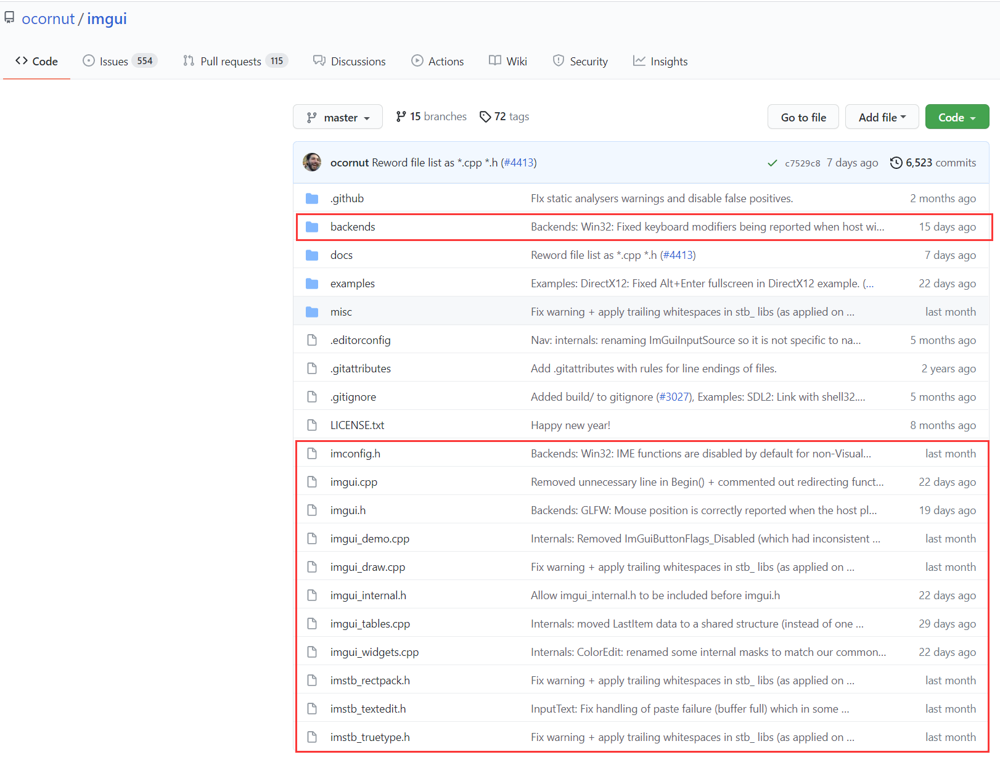 ocornut / imgui
Code Issues 554 Pull requests 115 Discussions Actions Wiki Security Insights
master 15 branches 72 tags Go to file Add file Code
ocornut Reword file list as *.cpp *.h (#4413) c7529c8 7 days ago 6,523 commits
.github FIx static analysers warnings and disable false positives. 2 months ago
backends Backends: Win32: Fixed keyboard modifiers being reported when host wi... 15 days ago
docs Reword file list as *.cpp *.h (#4413) 7 days ago
examples Examples: DirectX12: Fixed Alt+Enter fullscreen in DirectX12 example. (... 22 days ago
misc Fix warning + apply trailing whitespaces in stb_ libs (as applied on ... last month
.editorconfig Nav: internals: renaming ImGuiInputSource so it is not specific to na... 5 months ago
.gitattributes Add .gitattributes with rules for line endings of files. 2 years ago
.gitignore Added build/ to gitignore (#3027), Examples: SDL2: Link with shell32.... 5 months ago
LICENSE.txt Happy new year! 8 months ago
imconfig.h Backends: Win32: IME functions are disabled by default for non-Visual... last month
imgui.cpp Removed unnecessary line in Begin() + commented out redirecting funct... 22 days ago
imgui.h Backends: GLFW: Mouse position is correctly reported when the host pl... 19 days ago
imgui_demo.cpp Internals: Removed ImGuiButtonFlags_Disabled (which had inconsistent ... last month
imgui_draw.cpp Fix warning + apply trailing whitespaces in stb_ libs (as applied on ... last month
imgui_internal.h Allow imgui_internal.h to be included before imgui.h 22 days ago
imgui_tables.cpp Internals: moved LastItem data to a shared structure (instead of one ... 29 days ago
imgui_widgets.cpp Internals: ColorEdit: renamed some internal masks to match our common... 22 days ago
imstb_rectpack.h Fix warning + apply trailing whitespaces in stb_ libs (as applied on ... last month
imstb_textedit.h InputText: Fix handling of paste failure (buffer full) which in some ... last month
imstb_truetype.h Fix warning + apply trailing whitespaces in stb_ libs (as applied on ... last month